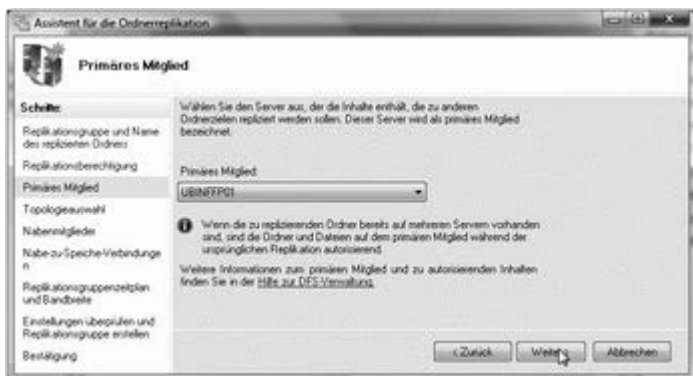 Assistent für die Ordnerreplikation
Primäres Mitglied
Schritte:
Replikationsgruppe und Name
des replizierten Ordners
Replikationsberechtigung
Primäres Mitglied
Topologieauswahl
Nabenmitglieder
Nabe-zu-Speiche-Verbindunge
n
Replikationsgruppenzeitplan
und Bandbreite
Einstellungen überprüfen und
Replikationsgruppe erstellen
Bestätigung
Wählen Sie den Server aus, der die Inhalte enthält, die zu anderen
Ordnerzielen repliziert werden sollen. Dieser Server wird als primäres Mitglied
bezeichnet.
Primäres Mitglied:
UBINFFP01
Wenn die zu replizierenden Ordner bereits auf mehreren Servern vorhanden
sind, sind die Ordner und Dateien auf dem primären Mitglied während der
ursprünglichen Replikation autorisierend.
Weitere Informationen zum primären Mitglied und zu autorisierenden Inhalten
finden Sie in der Hilfe zur DFS-Verwaltung.
< Zurück
Weiter >
Abbrechen